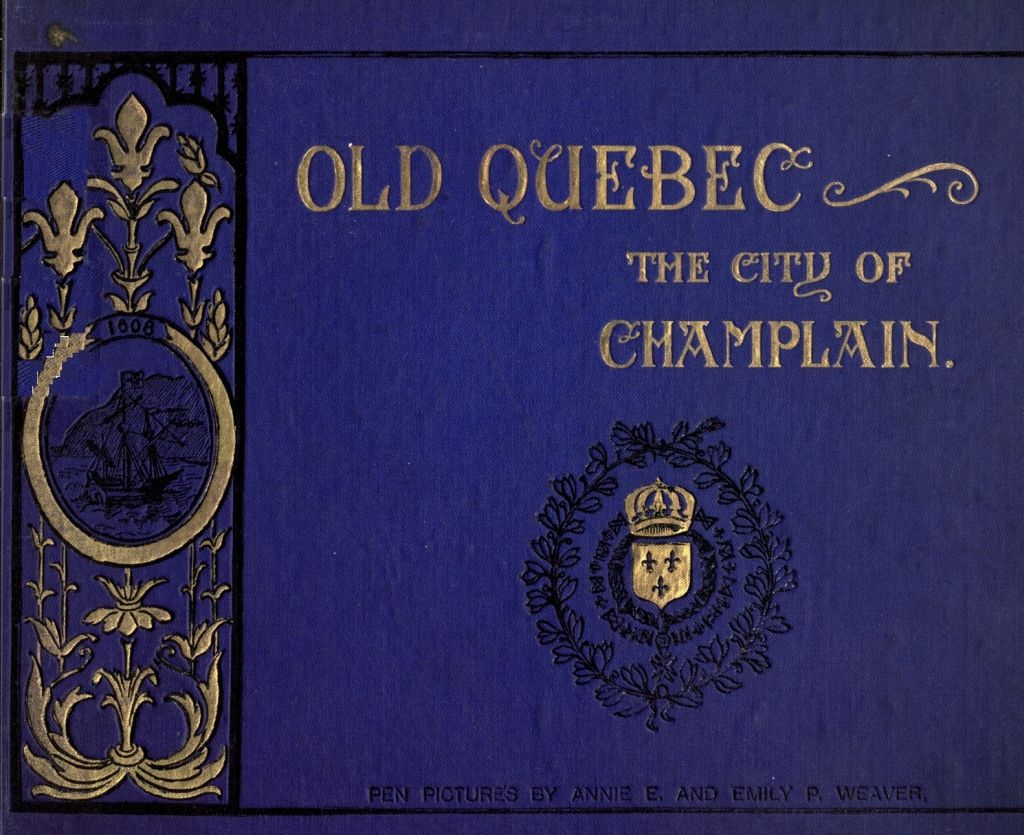 OLD QUEBEC
THE CITY OF
CHAMPLAIN.
1608
PEN PICTURES BY ANNIE E. AND EMILY P. WEAVER.